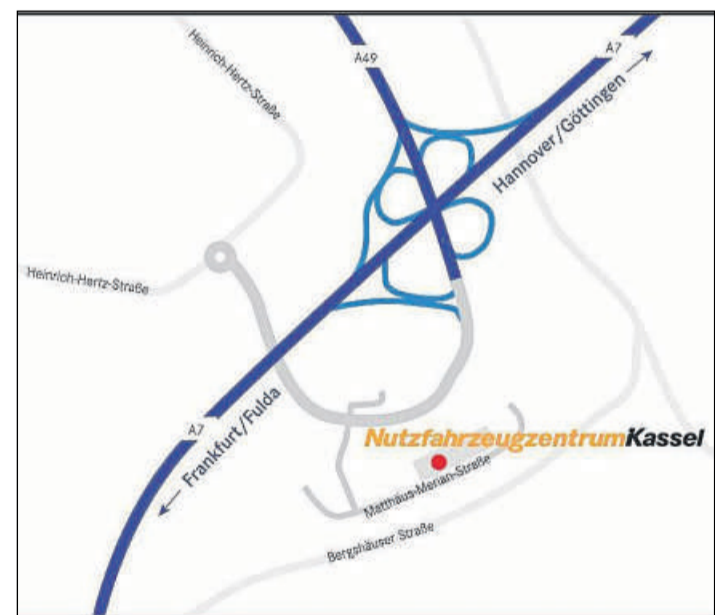 Heinrich-Hertz-Straße
A49
A7
Hannover/Göttingen
Heinrich-Hertz-Straße
A7
Frankfurt/Fulda
NutzfahrzeugzentrumKassel
Matthäus-Merian-Straße
Bergshäuser Straße